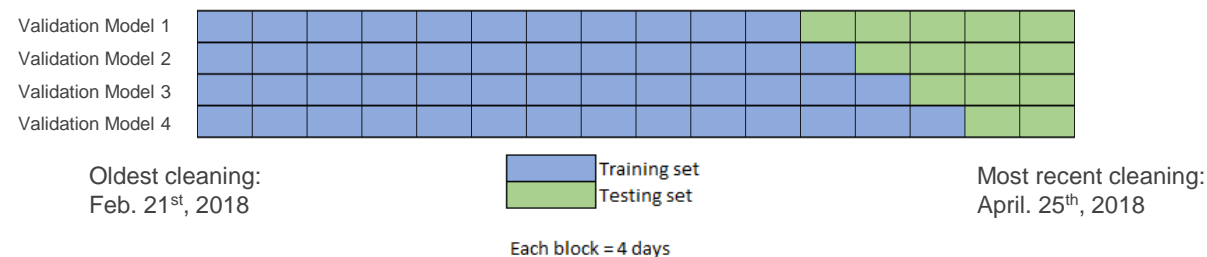 Validation Model 1
Validation Model 2
Validation Model 3
Validation Model 4
Oldest cleaning:
Feb. 21st, 2018
Training set
Testing set
Most recent cleaning:
April. 25th, 2018
Each block = 4 days